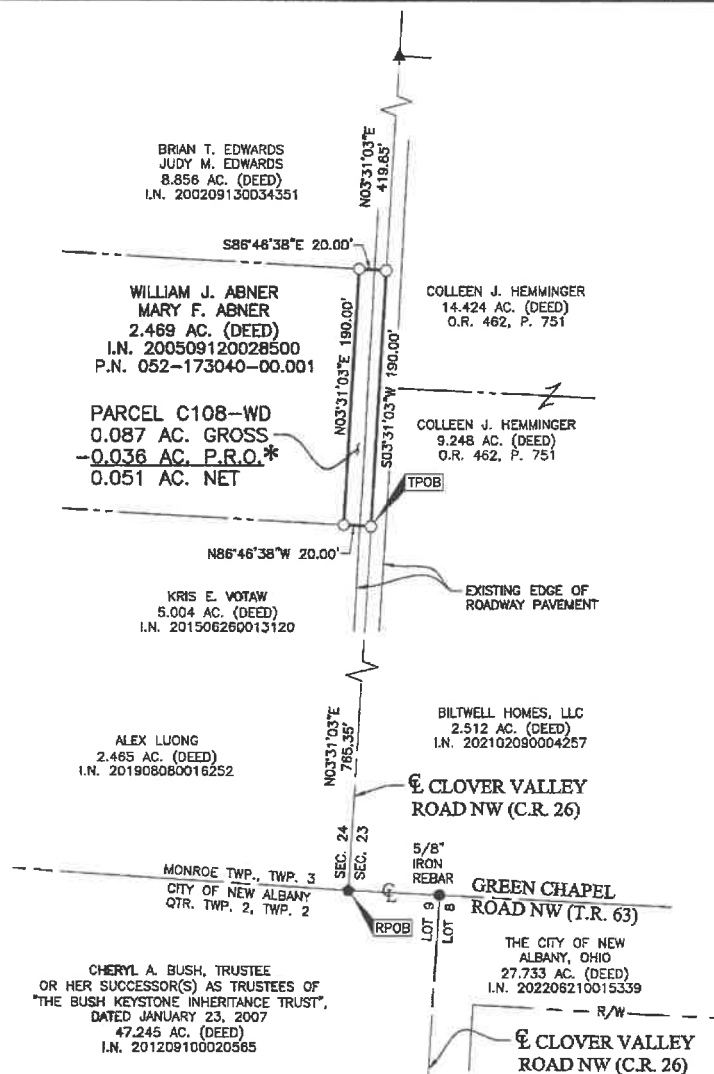 BRIAN T. EDWARDS
JUDY M. EDWARDS
8.856 AC. (DEED)
I.N. 200209130034351
N03°31'03"E
419.65'
S86°46'38"E 20.00'
WILLIAM J. ABNER
MARY F. ABNER
2.469 AC. (DEED)
I.N. 200509120028500
P.N. 052-173040-00.001
N03°31'03"E 190.00'
S03°31'03"W 190.00'
COLLEEN J. HEMMINGER
14.424 AC. (DEED)
O.R. 462, P. 751
Z
PARCEL C108-WD
0.087 AC. GROSS
-0.036 AC. P.R.O.*
0.051 AC. NET
COLLEEN J. HEMMINGER
9.248 AC. (DEED)
O.R. 462, P. 751
TPOB
N86°46'38"W 20.00'
KRIS E. VOTAW
5.004 AC. (DEED)
I.N. 201506260013120
EXISTING EDGE OF
ROADWAY PAVEMENT
ALEX LUONG
2.465 AC. (DEED)
I.N. 201908080016252
N03°31'03"E
765.35'
BILTWELL HOMES, LLC
2.512 AC. (DEED)
I.N. 202102090004257
℄ CLOVER VALLEY
ROAD NW (C.R. 26)
SEC. 24
SEC. 23
5/8"
IRON
REBAR
MONROE TWP., TWP. 3
CITY OF NEW ALBANY
QTR. TWP. 2, TWP. 2
℄
GREEN CHAPEL
ROAD NW (T.R. 63)
RPOB
LOT 9
LOT 8
THE CITY OF NEW
ALBANY, OHIO
27.733 AC. (DEED)
I.N. 202206210015339
CHERYL A. BUSH, TRUSTEE
OR HER SUCCESSOR(S) AS TRUSTEES OF
"THE BUSH KEYSTONE INHERITANCE TRUST",
DATED JANUARY 23, 2007
47.245 AC. (DEED)
I.N. 201209100020565
R/W
℄ CLOVER VALLEY
ROAD NW (C.R. 26)